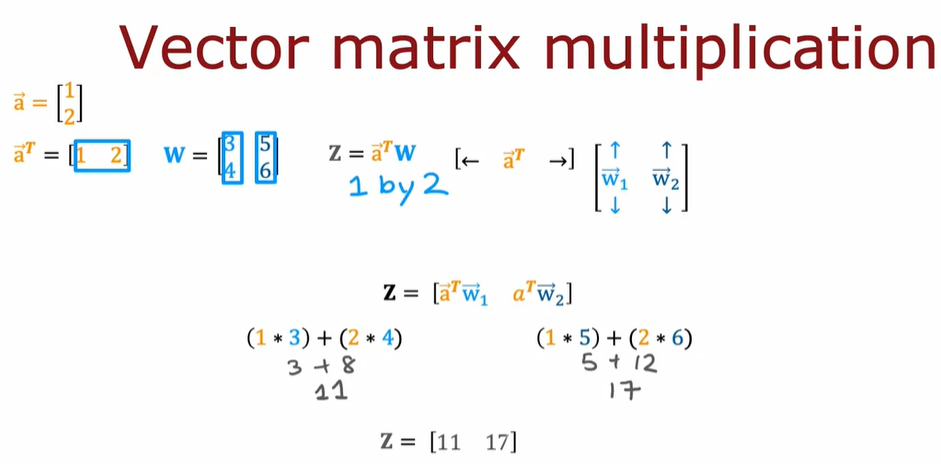 Vector matrix multiplication
a⃗ = [1
2]
a⃗ᵀ = [1 2] W = [3 5
4 6] Z = a⃗ᵀW [← a⃗ᵀ →] [↑ ↑
w⃗₁ w⃗₂
↓ ↓]
1 by 2
Z = [a⃗ᵀw⃗₁ aᵀw⃗₂]
(1 * 3) + (2 * 4) (1 * 5) + (2 * 6)
3 + 8 5 + 12
11 17
Z = [11 17]